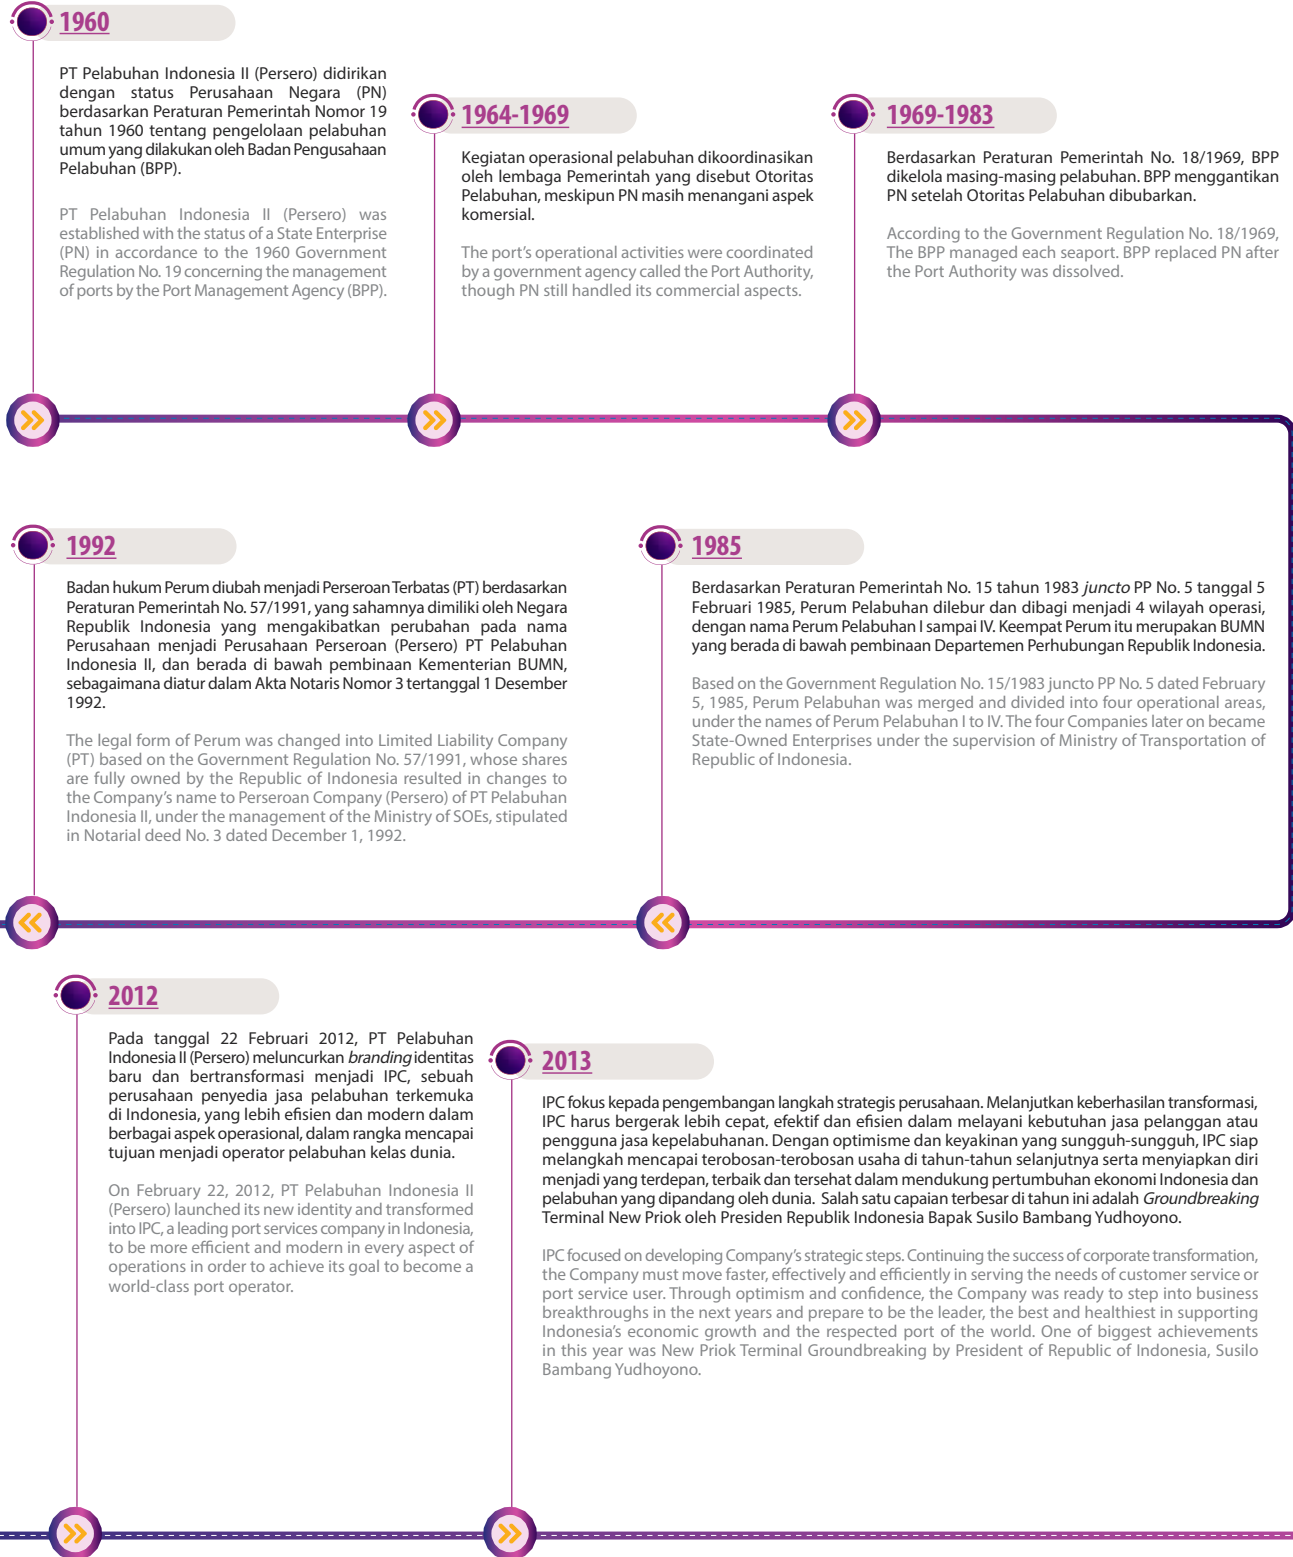 1960
PT Pelabuhan Indonesia II (Persero) didirikan
dengan status Perusahaan Negara (PN)
berdasarkan Peraturan Pemerintah Nomor 19
tahun 1960 tentang pengelolaan pelabuhan
umum yang dilakukan oleh Badan Pengusahaan
Pelabuhan (BPP).
PT Pelabuhan Indonesia II (Persero) was
established with the status of a State Enterprise
(PN) in accordance to the 1960 Government
Regulation No. 19 concerning the management
of ports by the Port Management Agency (BPP).
1964-1969
Kegiatan operasional pelabuhan dikoordinasikan
oleh lembaga Pemerintah yang disebut Otoritas
Pelabuhan, meskipun PN masih menangani aspek
komersial.
The port's operational activities were coordinated
by a government agency called the Port Authority,
though PN still handled its commercial aspects.
1969-1983
Berdasarkan Peraturan Pemerintah No. 18/1969, BPP
dikelola masing-masing pelabuhan. BPP menggantikan
PN setelah Otoritas Pelabuhan dibubarkan.
According to the Government Regulation No. 18/1969,
The BPP managed each seaport. BPP replaced PN after
the Port Authority was dissolved.
1985
Berdasarkan Peraturan Pemerintah No. 15 tahun 1983 juncto PP No. 5 tanggal 5
Februari 1985, Perum Pelabuhan dilebur dan dibagi menjadi 4 wilayah operasi,
dengan nama Perum Pelabuhan I sampai IV. Keempat Perum itu merupakan BUMN
yang berada di bawah pembinaan Departemen Perhubungan Republik Indonesia.
Based on the Government Regulation No. 15/1983 juncto PP No. 5 dated February
5, 1985, Perum Pelabuhan was merged and divided into four operational areas,
under the names of Perum Pelabuhan I to IV. The four Companies later on became
State-Owned Enterprises under the supervision of Ministry of Transportation of
Republic of Indonesia.
1992
Badan hukum Perum diubah menjadi Perseroan Terbatas (PT) berdasarkan
Peraturan Pemerintah No. 57/1991, yang sahamnya dimiliki oleh Negara
Republik Indonesia yang mengakibatkan perubahan pada nama
Perusahaan menjadi Perusahaan Perseroan (Persero) PT Pelabuhan
Indonesia II, dan berada di bawah pembinaan Kementerian BUMN,
sebagaimana diatur dalam Akta Notaris Nomor 3 tertanggal 1 Desember
1992.
The legal form of Perum was changed into Limited Liability Company
(PT) based on the Government Regulation No. 57/1991, whose shares
are fully owned by the Republic of Indonesia resulted in changes to
the Company's name to Perseroan Company (Persero) of PT Pelabuhan
Indonesia II, under the management of the Ministry of SOEs, stipulated
in Notarial deed No. 3 dated December 1, 1992.
2012
Pada tanggal 22 Februari 2012, PT Pelabuhan
Indonesia II (Persero) meluncurkan branding identitas
baru dan bertransformasi menjadi IPC, sebuah
perusahaan penyedia jasa pelabuhan terkemuka
di Indonesia, yang lebih efisien dan modern dalam
berbagai aspek operasional, dalam rangka mencapai
tujuan menjadi operator pelabuhan kelas dunia.
On February 22, 2012, PT Pelabuhan Indonesia II
(Persero) launched its new identity and transformed
into IPC, a leading port services company in Indonesia,
to be more efficient and modern in every aspect of
operations in order to achieve its goal to become a
world-class port operator.
2013
IPC fokus kepada pengembangan langkah strategis perusahaan. Melanjutkan keberhasilan transformasi,
IPC harus bergerak lebih cepat, efektif dan efisien dalam melayani kebutuhan jasa pelanggan atau
pengguna jasa kepelabuhanan. Dengan optimisme dan keyakinan yang sungguh-sungguh, IPC siap
melangkah mencapai terobosan-terobosan usaha di tahun-tahun selanjutnya serta menyiapkan diri
menjadi yang terdepan, terbaik dan tersehat dalam mendukung pertumbuhan ekonomi Indonesia dan
pelabuhan yang dipandang oleh dunia. Salah satu capaian terbesar di tahun ini adalah Groundbreaking
Terminal New Priok oleh Presiden Republik Indonesia Bapak Susilo Bambang Yudhoyono.
IPC focused on developing Company's strategic steps. Continuing the success of corporate transformation,
the Company must move faster, effectively and efficiently in serving the needs of customer service or
port service user. Through optimism and confidence, the Company was ready to step into business
breakthroughs in the next years and prepare to be the leader, the best and healthiest in supporting
Indonesia's economic growth and the respected port of the world. One of biggest achievements
in this year was New Priok Terminal Groundbreaking by President of Republic of Indonesia, Susilo
Bambang Yudhoyono.